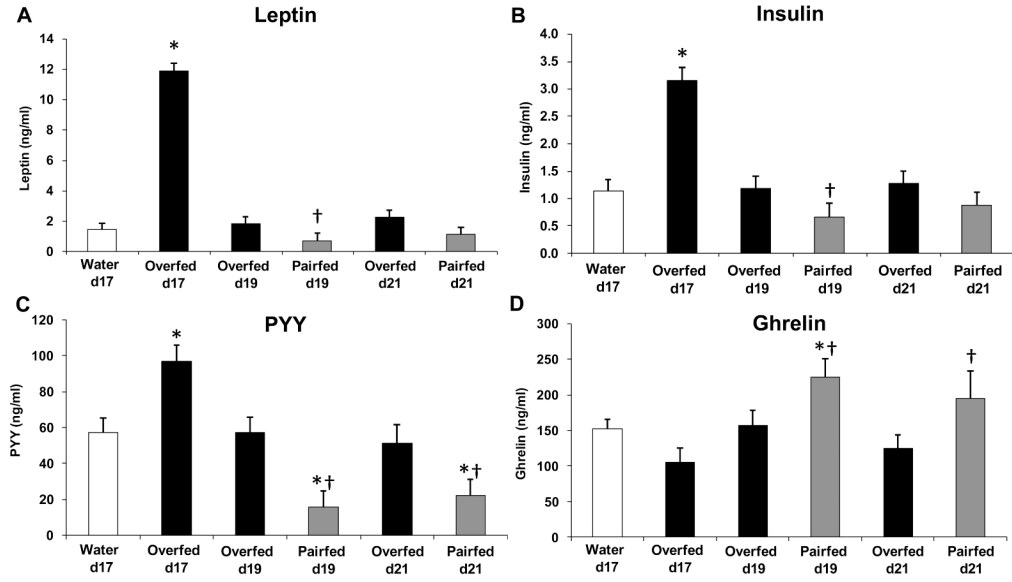 A
Leptin
14
12
10
8
6
4
2
0
Leptin (ng/ml)
*
†
Water Overfed Overfed Pairfed Overfed Pairfed
d17 d17 d19 d19 d21 d21
B
Insulin
4.0
3.5
3.0
2.5
2.0
1.5
1.0
0.5
0.0
Insulin (ng/ml)
*
†
Water Overfed Overfed Pairfed Overfed Pairfed
d17 d17 d19 d19 d21 d21
C
PYY
120
100
80
60
40
20
0
PYY (ng/ml)
*
*†
*†
Water Overfed Overfed Pairfed Overfed Pairfed
d17 d17 d19 d19 d21 d21
D
Ghrelin
300
250
200
150
100
50
0
Ghrelin (ng/ml)
*†
†
Water Overfed Overfed Pairfed Overfed Pairfed
d17 d17 d19 d19 d21 d21